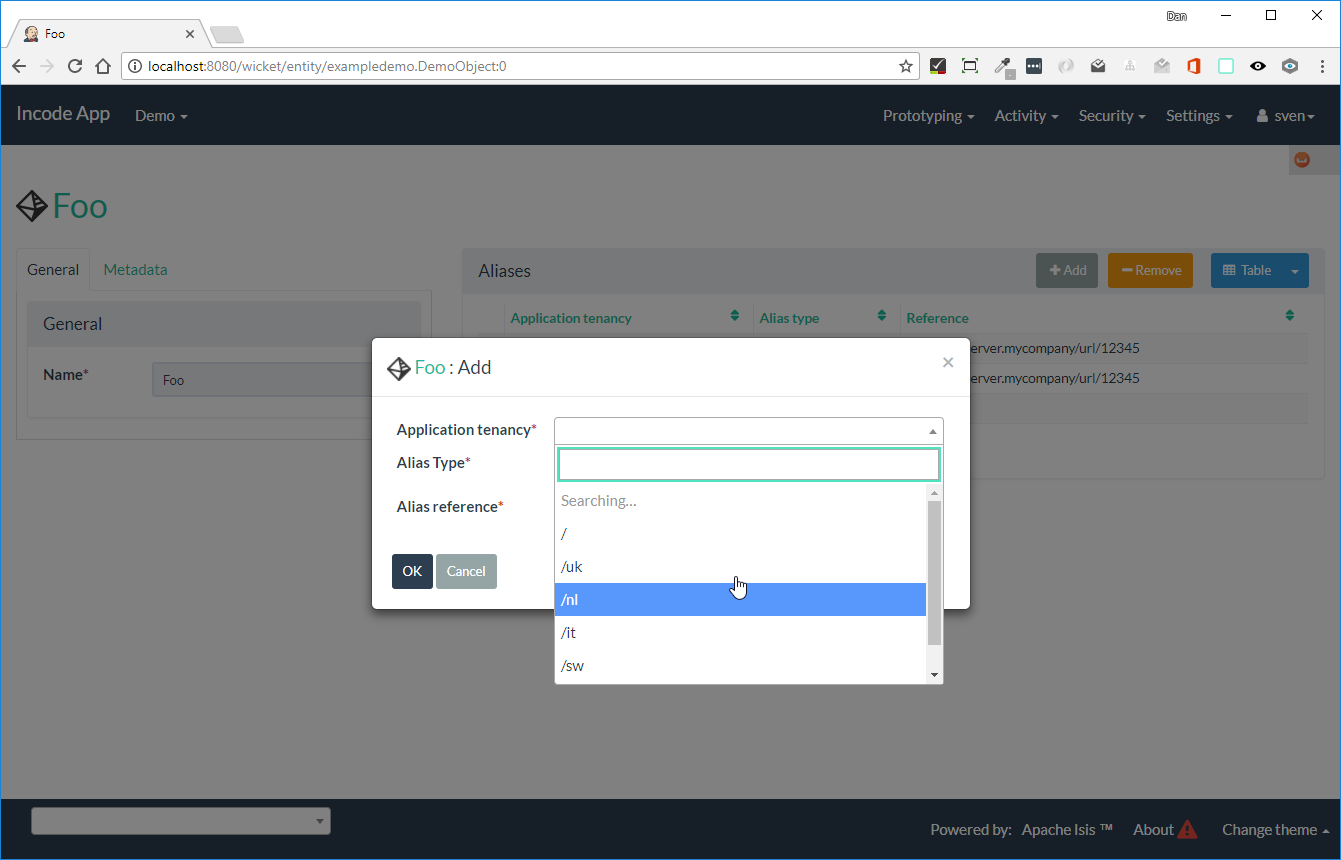 Dan
Foo
localhost:8080/wicket/entity/exampledemo.DemoObject:0
Incode App Demo Prototyping Activity Security Settings sven
Foo
General Metadata
Aliases Add Remove Table
General
Application tenancy Alias type Reference
erver.mycompany/url/12345
Name* Foo
erver.mycompany/url/12345
Foo : Add
Application tenancy*
Alias Type*
Searching...
Alias reference*
/
/uk
OK Cancel
/nl
/it
/sw
Powered by: Apache Isis ™ About Change theme